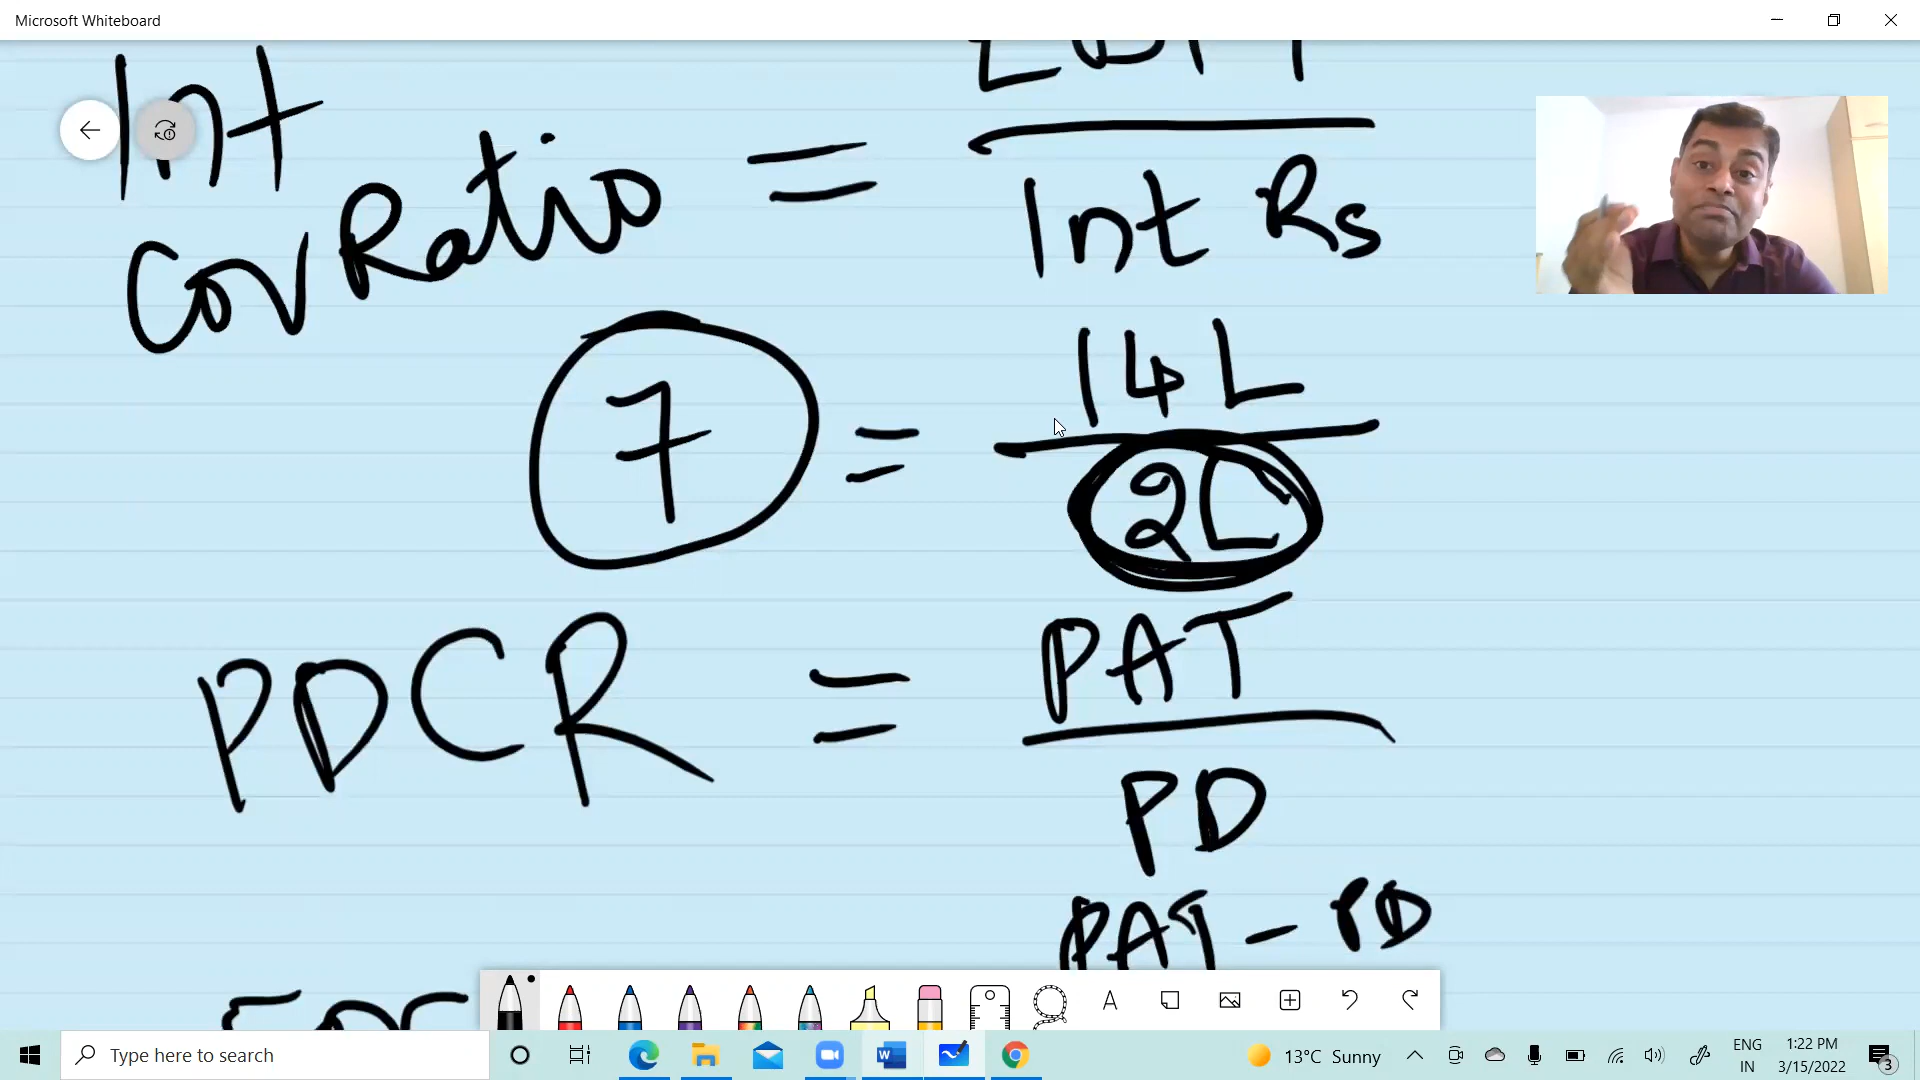 Microsoft Whiteboard
EBIT
Int
Cov Ratio =
Int Rs
7 = 14L
2L
PDCR = PAT
PD
PAT - PD
A
Type here to search
13°C Sunny
ENG
IN
1:22 PM
3/15/2022
3